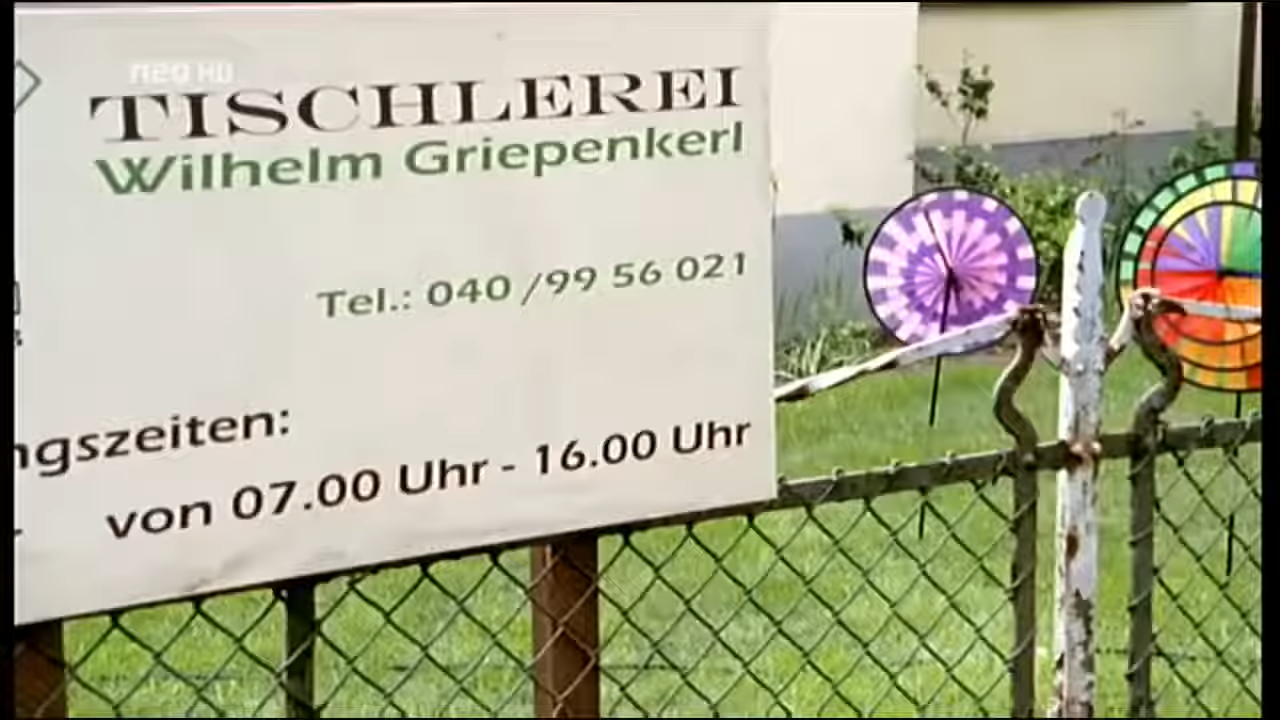 neo HD
TISCHLEREI
Wilhelm Griepenkerl
Tel.: 040 /99 56 021
ngszeiten:
von 07.00 Uhr - 16.00 Uhr